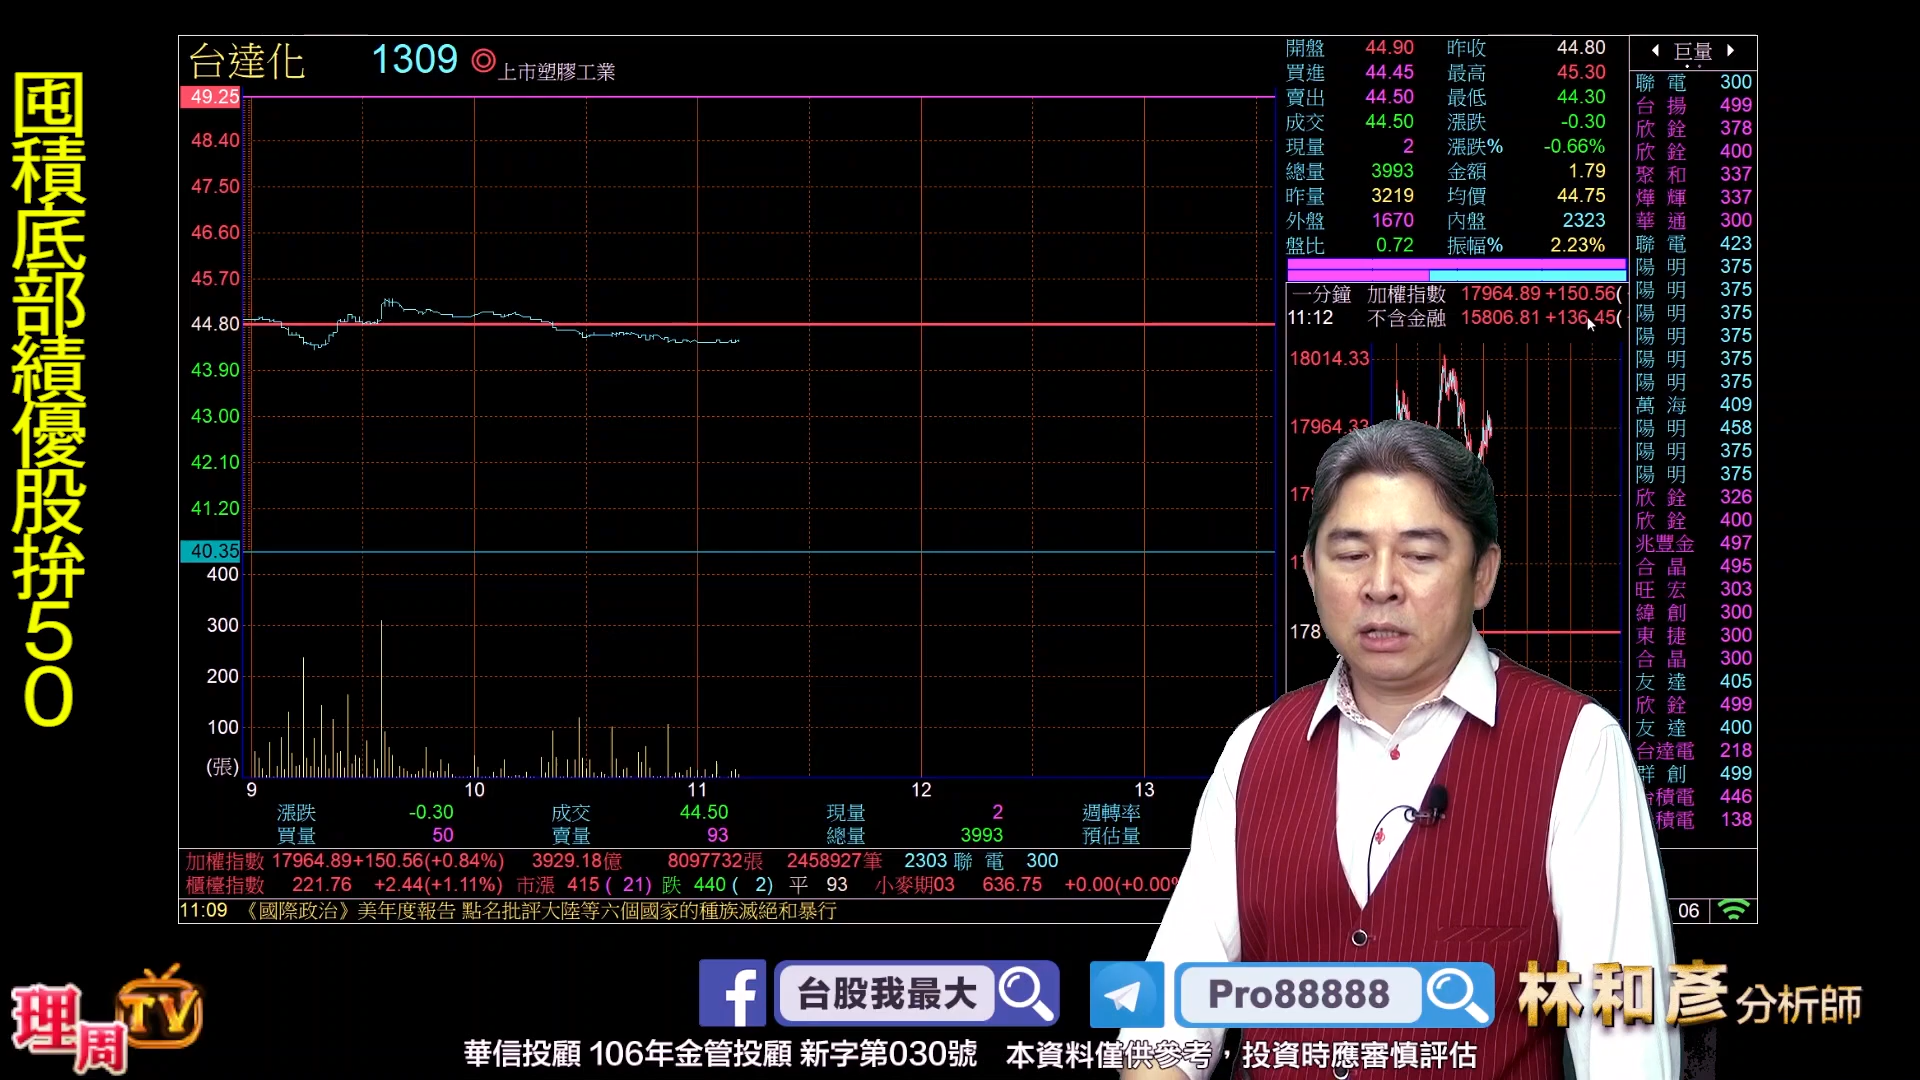 囤積底部績優股拚50
台達化 1309 ◎上市塑膠工業
49.25
48.40
47.50
46.60
45.70
44.80
43.90
43.00
42.10
41.20
40.35
400
300
200
100
(張)
9 10 11 12 13
漲跌 -0.30 成交 44.50 現量 2 週轉率
買量 50 賣量 93 總量 3993 預估量
開盤 44.90 昨收 44.80
買進 44.45 最高 45.30
賣出 44.50 最低 44.30
成交 44.50 漲跌 -0.30
現量 2 漲跌% -0.66%
總量 3993 金額 1.79
昨量 3219 均價 44.75
外盤 1670 內盤 2323
盤比 0.72 振幅% 2.23%
一分鐘 加權指數 17964.89 +150.56(
11:12 不含金融 15806.81 +136.45(
18014.33
17964.33
178
巨量
聯電 300
台揚 499
欣銓 378
欣銓 400
聚和 337
燁輝 337
華通 300
聯電 423
陽明 375
陽明 375
陽明 375
陽明 375
陽明 375
陽明 375
萬海 409
陽明 458
陽明 375
陽明 375
欣銓 326
欣銓 400
兆豐金 497
合晶 495
旺宏 303
緯創 300
東捷 300
合晶 300
友達 405
欣銓 499
友達 400
台達電 218
群創 499
台積電 446
積電 138
加權指數 17964.89+150.56(+0.84%) 3929.18億 8097732張 2458927筆 2303 聯電 300
櫃檯指數 221.76 +2.44(+1.11%) 市漲 415( 21) 跌 440( 2) 平 93 小麥期03 636.75 +0.00(+0.00%
11:09 《國際政治》美年度報告 點名批評大陸等六個國家的種族滅絕和暴行
06
理周TV
台股我最大
Pro88888
林和彥分析師
華信投顧 106年金管投顧 新字第030號 本資料僅供參考，投資時應審慎評估